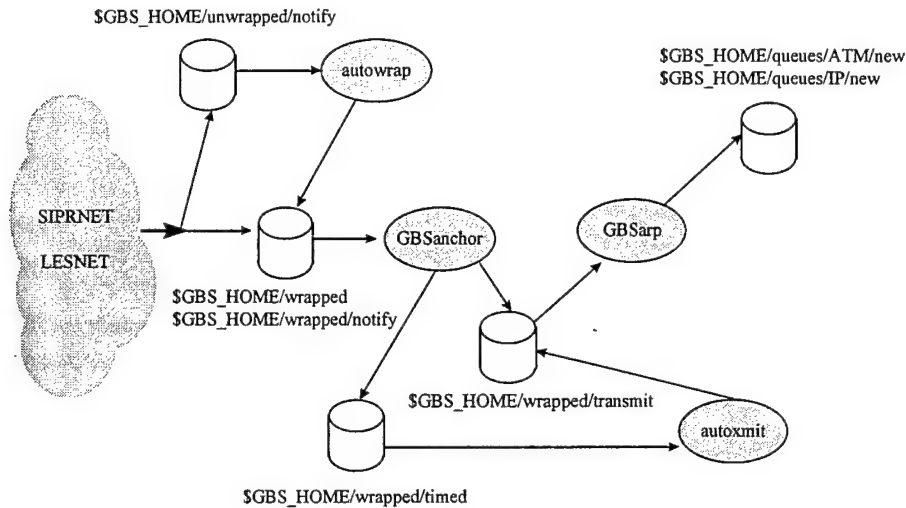 $GBS_HOME/unwrapped/notify
autowrap
$GBS_HOME/queues/ATM/new
$GBS_HOME/queues/IP/new
SIPRNET
LESNET
GBSanchor
GBSarp
$GBS_HOME/wrapped
$GBS_HOME/wrapped/notify
$GBS_HOME/wrapped/transmit
autoxmit
$GBS_HOME/wrapped/timed